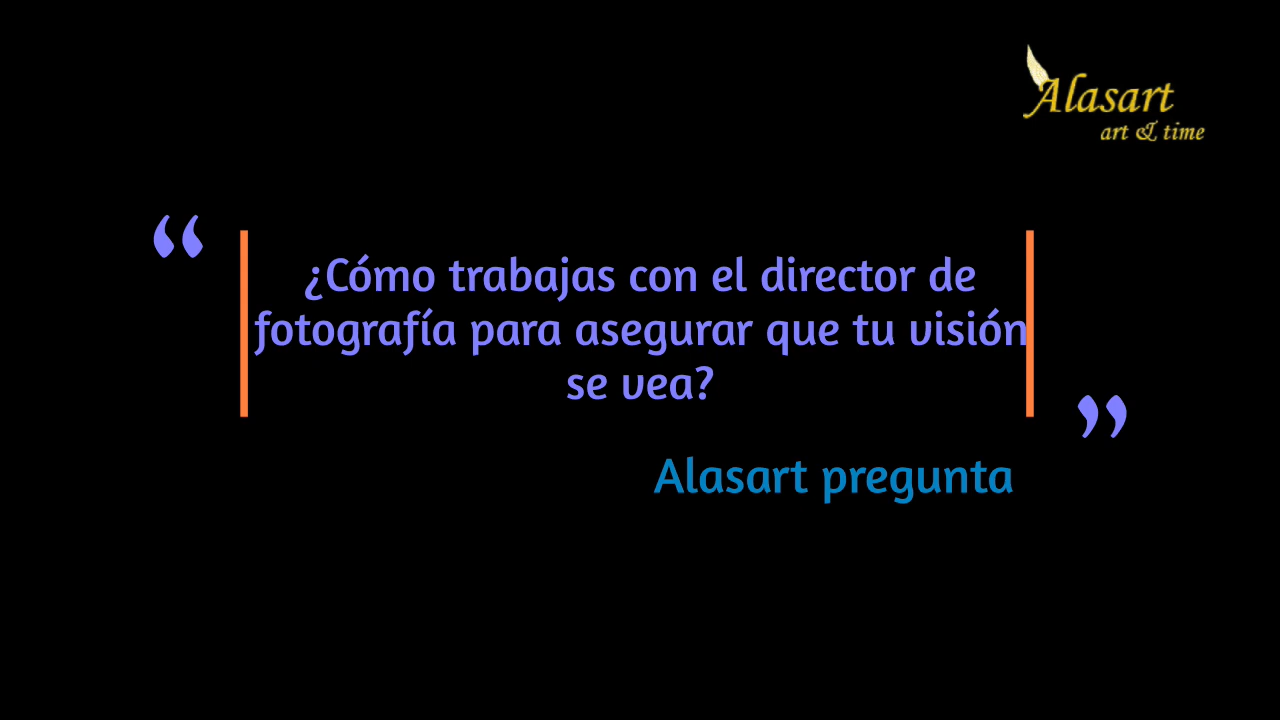 Alasart
art & time
“
¿Cómo trabajas con el director de
fotografía para asegurar que tu visión
se vea?
”
Alasart pregunta